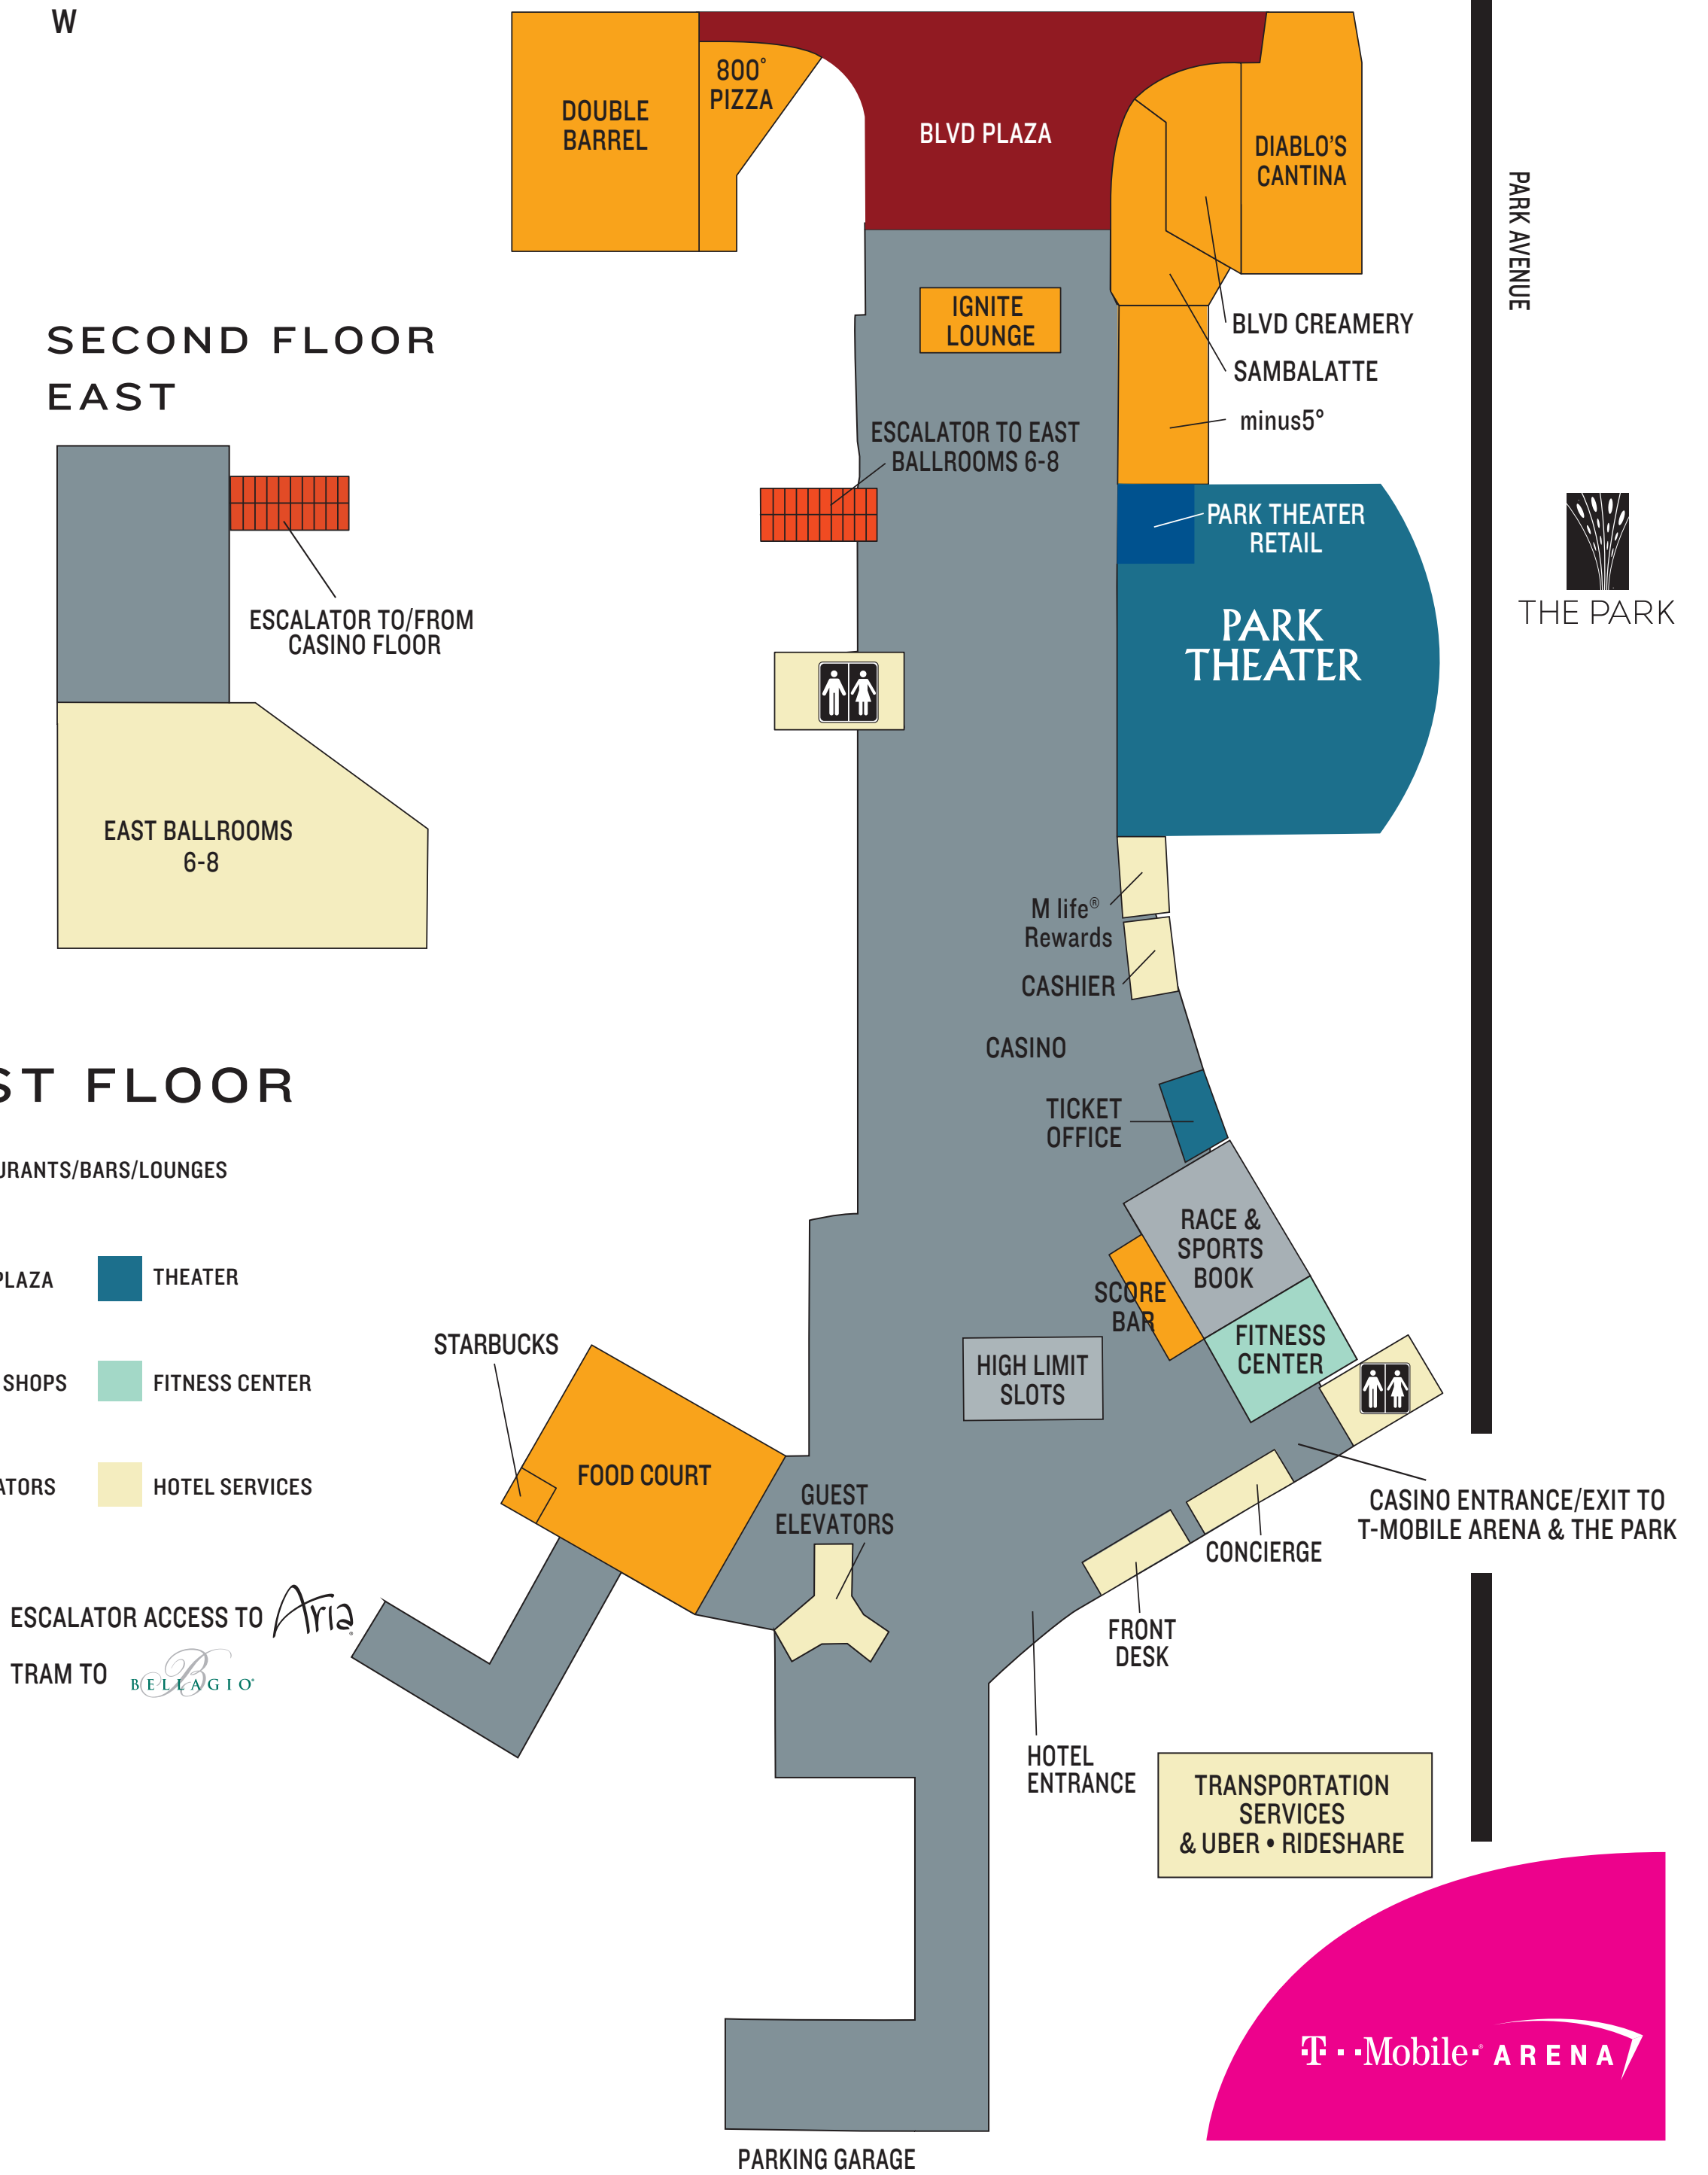 W
DOUBLE
BARREL
800°
PIZZA
BLVD PLAZA
DIABLO'S
CANTINA
PARK AVENUE
IGNITE
LOUNGE
BLVD CREAMERY
SAMBALATTE
minus5°
SECOND FLOOR
EAST
ESCALATOR TO EAST
BALLROOMS 6-8
PARK THEATER
RETAIL
ESCALATOR TO/FROM
CASINO FLOOR
PARK
THEATER
THE PARK
EAST BALLROOMS
6-8
M life®
Rewards
CASHIER
CASINO
ST FLOOR
TICKET
OFFICE
URANTS/BARS/LOUNGES
RACE &
SPORTS
BOOK
PLAZA
THEATER
SCORE
BAR
STARBUCKS
HIGH LIMIT
SLOTS
FITNESS
CENTER
SHOPS
FITNESS CENTER
FOOD COURT
ATORS
HOTEL SERVICES
GUEST
ELEVATORS
CASINO ENTRANCE/EXIT TO
T-MOBILE ARENA & THE PARK
CONCIERGE
ESCALATOR ACCESS TO Aria
FRONT
DESK
TRAM TO BELLAGIO®
HOTEL
ENTRANCE
TRANSPORTATION
SERVICES
& UBER • RIDESHARE
T··Mobile·® ARENA
PARKING GARAGE